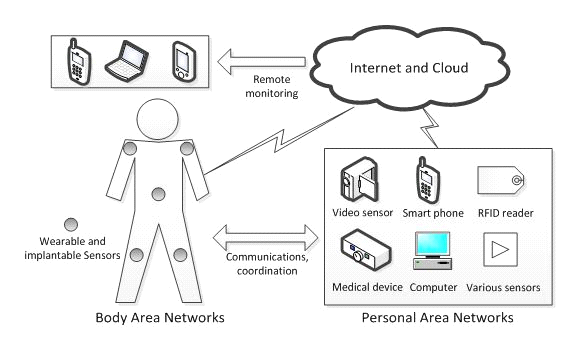 Internet and Cloud
Remote
monitoring
Video sensor
Smart phone
RFID reader
Wearable and
implantable Sensors
Communications,
coordination
Medical device
Computer
Various sensors
Body Area Networks
Personal Area Networks